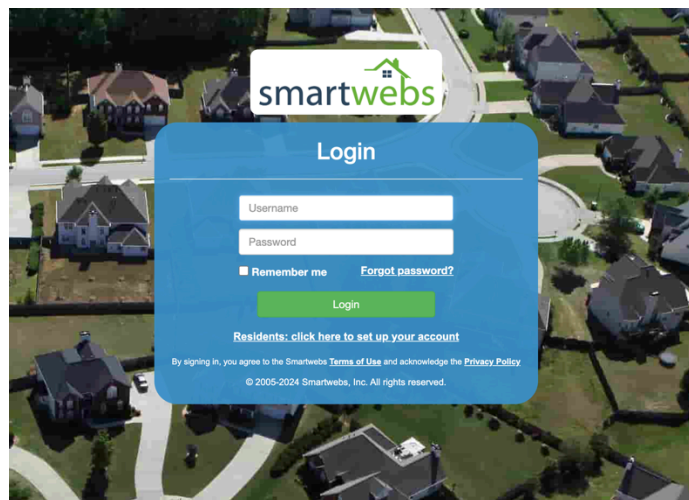 smartwebs
Login
Username
Password
Remember me Forgot password?
Login
Residents: click here to set up your account
By signing in, you agree to the Smartwebs Terms of Use and acknowledge the Privacy Policy
© 2005-2024 Smartwebs, Inc. All rights reserved.